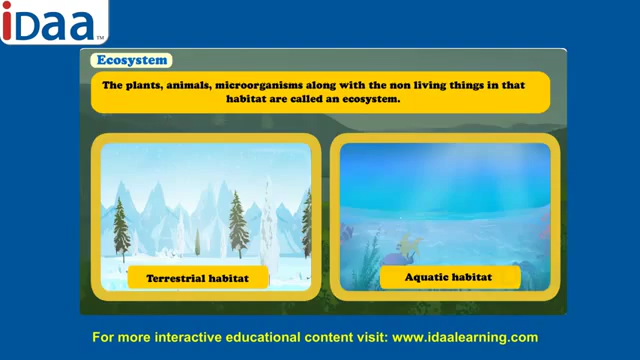 iDaa™
Ecosystem
The plants, animals, microorganisms along with the non living things in that
habitat are called an ecosystem.
Terrestrial habitat
Aquatic habitat
For more interactive educational content visit: www.idaalearning.com